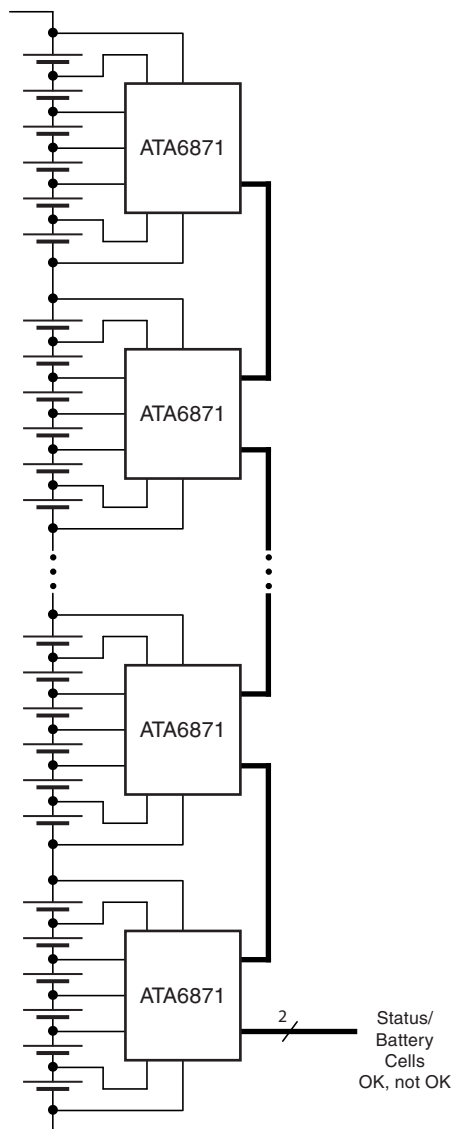 ATA6871
ATA6871
ATA6871
ATA6871
2
Status/
Battery
Cells
OK, not OK